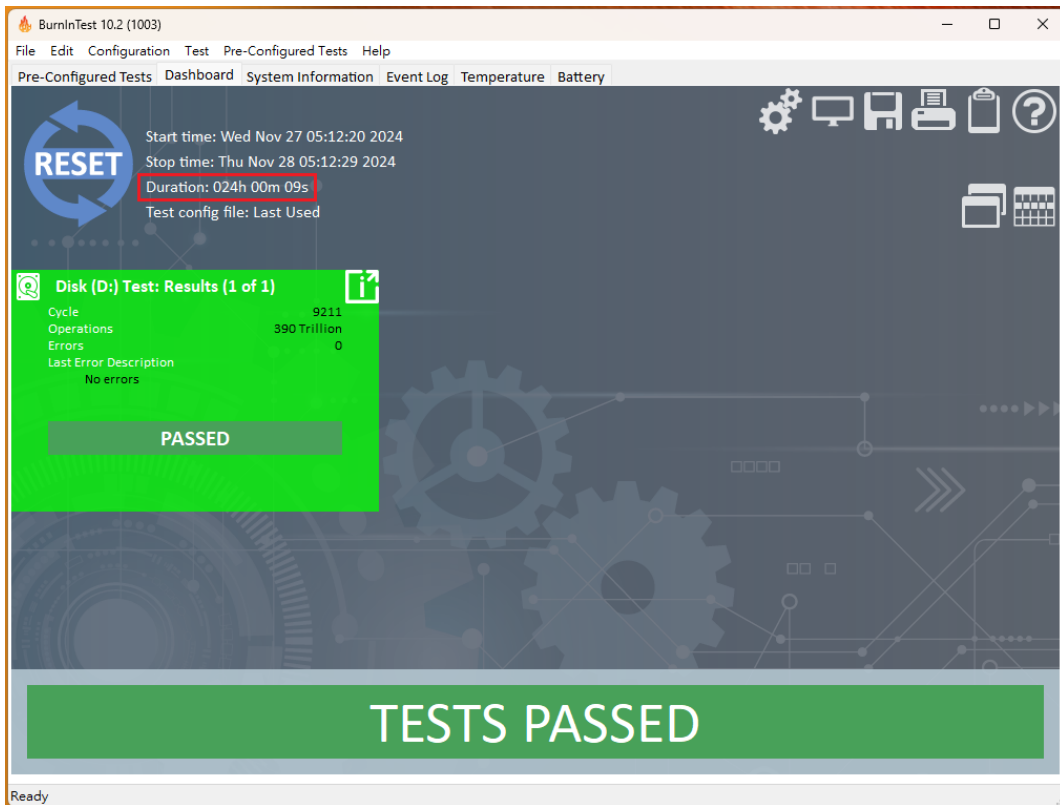 BurnInTest 10.2 (1003)
File Edit Configuration Test Pre-Configured Tests Help
Pre-Configured Tests Dashboard System Information Event Log Temperature Battery
RESET
Start time: Wed Nov 27 05:12:20 2024
Stop time: Thu Nov 28 05:12:29 2024
Duration: 024h 00m 09s
Test config file: Last Used
Disk (D:) Test: Results (1 of 1)
Cycle 9211
Operations 390 Trillion
Errors 0
Last Error Description
No errors
PASSED
TESTS PASSED
Ready